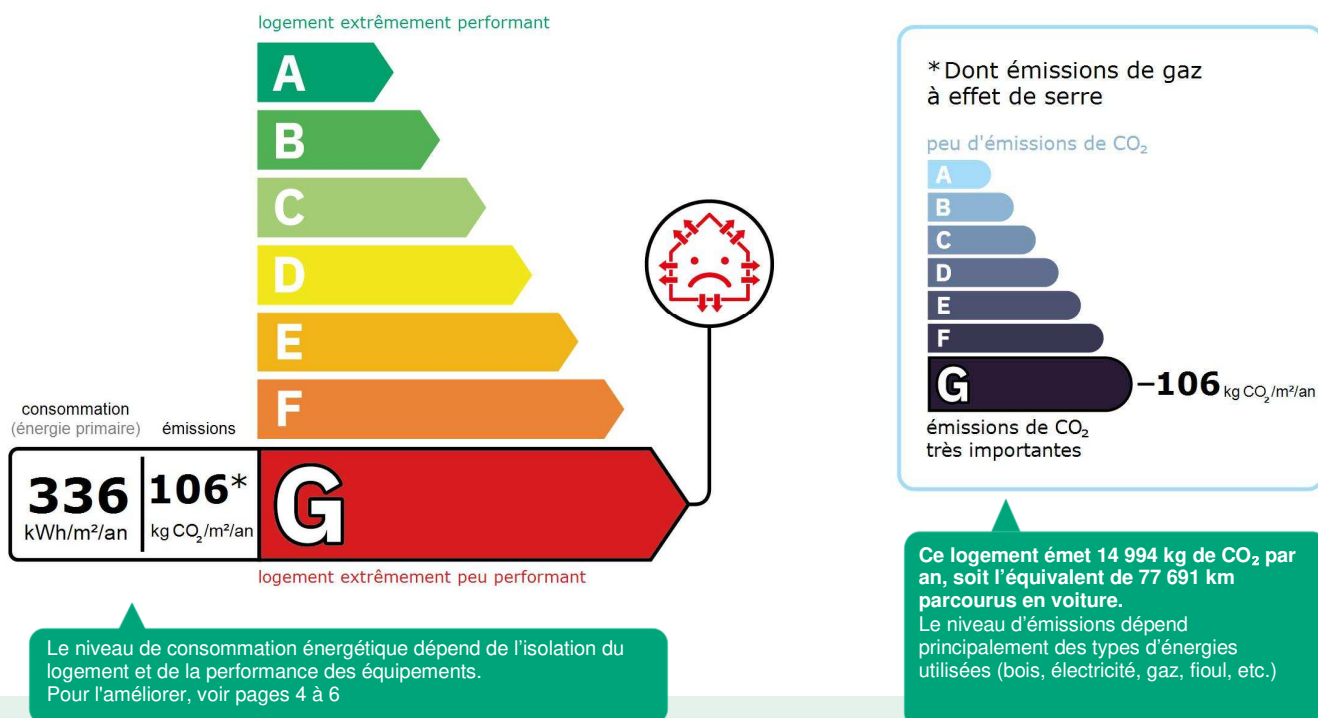 logement extrêmement performant
A
B
C
D
E
F
consommation
(énergie primaire)
émissions
336
kWh/m²/an
106*
kg CO₂/m²/an
G
logement extrêmement peu performant
Le niveau de consommation énergétique dépend de l'isolation du
logement et de la performance des équipements.
Pour l'améliorer, voir pages 4 à 6
*Dont émissions de gaz
à effet de serre
peu d'émissions de CO₂
A
B
C
D
E
F
G
–106 kg CO₂/m²/an
émissions de CO₂
très importantes
Ce logement émet 14 994 kg de CO₂ par
an, soit l'équivalent de 77 691 km
parcourus en voiture.
Le niveau d'émissions dépend
principalement des types d'énergies
utilisées (bois, électricité, gaz, fioul, etc.)